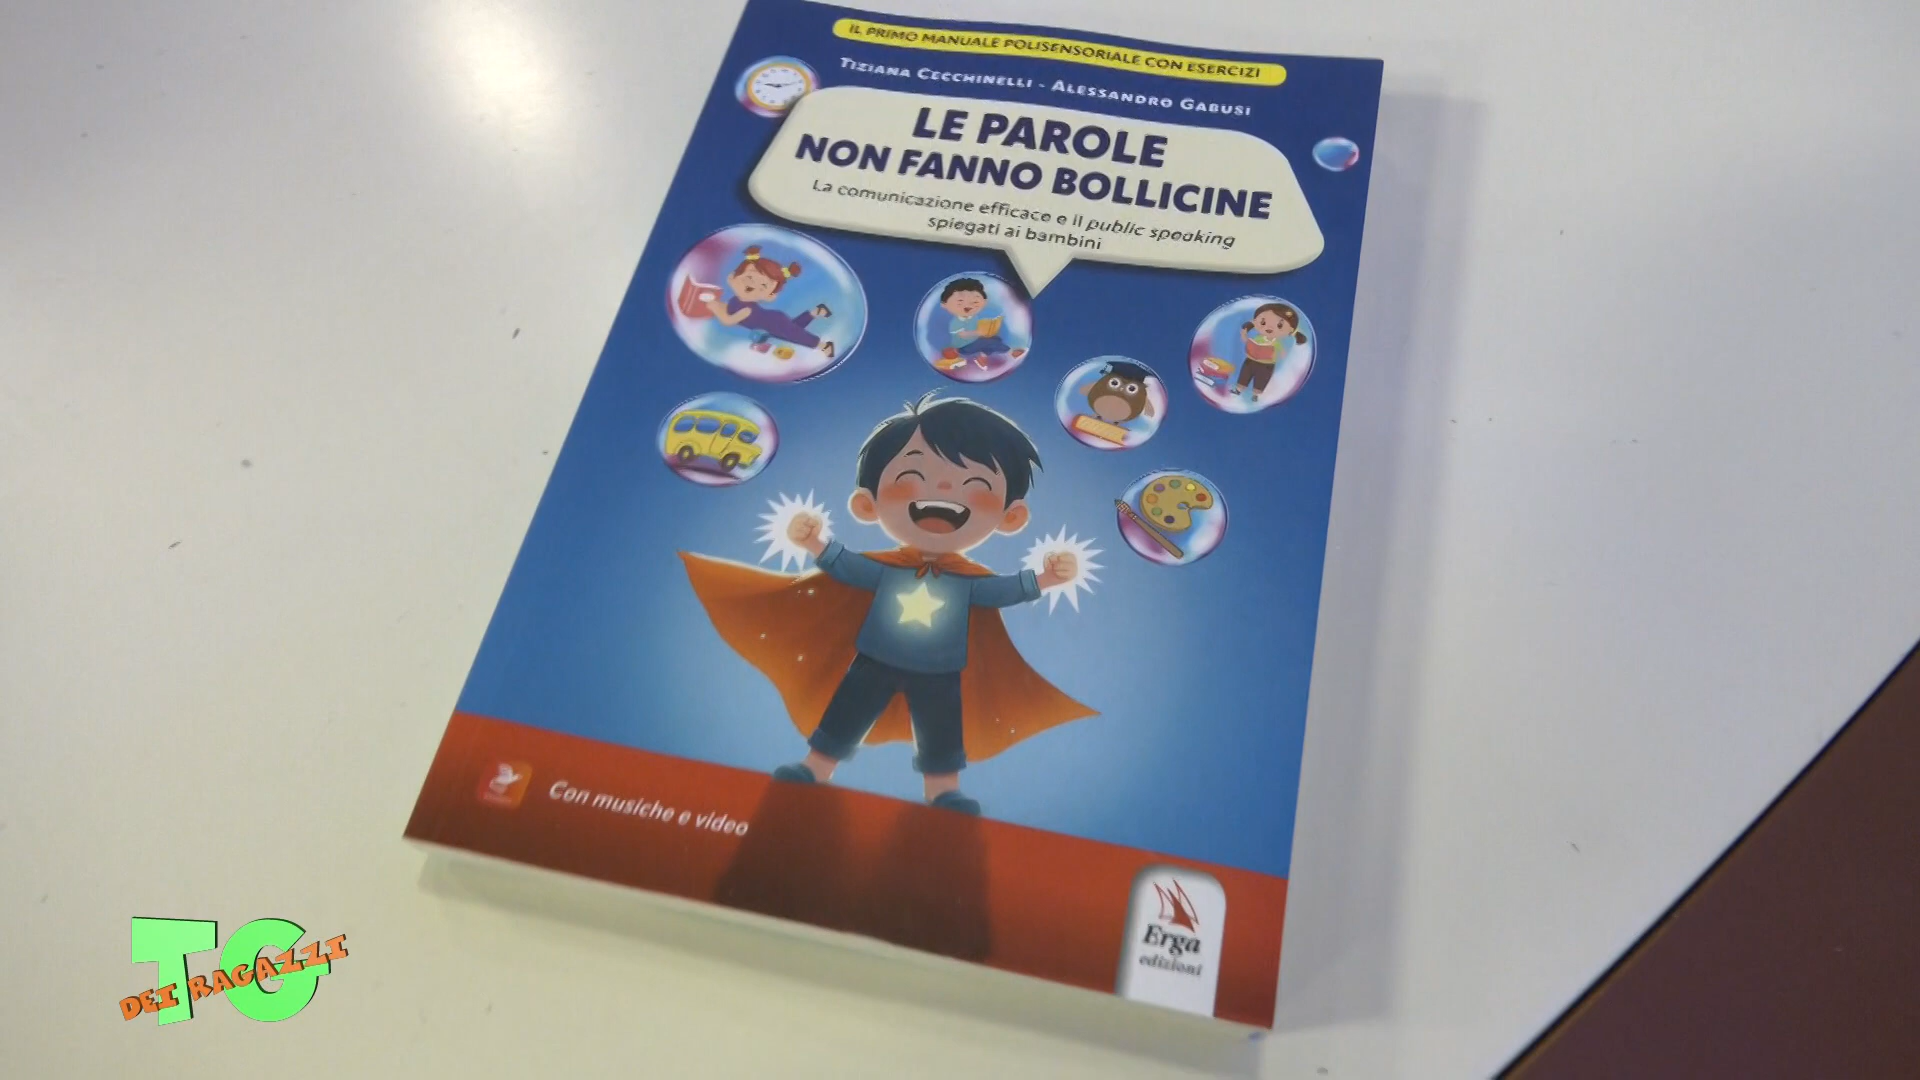 IL PRIMO MANUALE POLISENSORIALE CON ESERCIZI
TIZIANA CECCHINELLI - ALESSANDRO GABUSI
LE PAROLE
NON FANNO BOLLICINE
La comunicazione efficace e il public speaking
spiegati ai bambini
Con musiche e video
Erga
edizioni
TG
DEI RAGAZZI